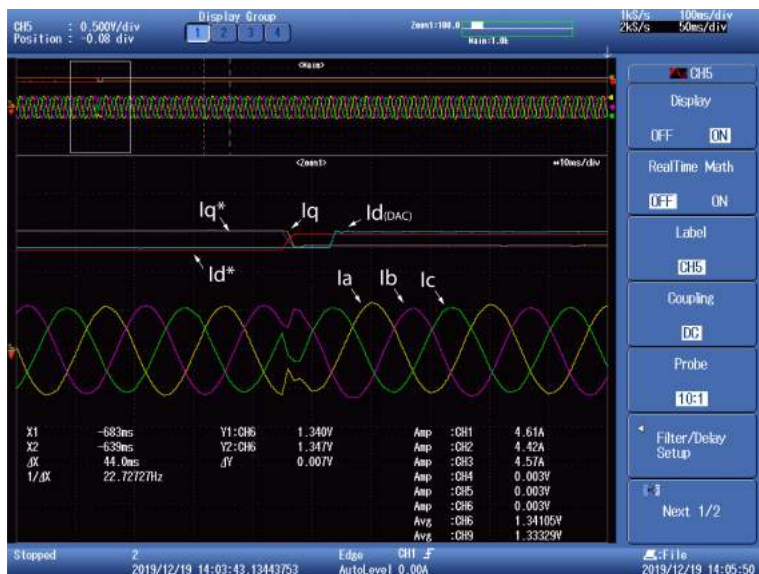 CH5 : 0.500V/div
Position : -0.08 div
Display Group
1 2 3 4
Zoom1:100.0
Main:1.0k
1kS/s 100ms/div
2kS/s 50ms/div
<Main>
<Zoom1>
↔10ms/div
Iq*
Iq
Id(DAC)
Id*
Ia
Ib
Ic
X1 -683ms
X2 -639ms
ΔX 44.0ms
1/ΔX 22.72727Hz
Y1:CH6 1.340V
Y2:CH6 1.347V
ΔY 0.007V
Amp :CH1 4.61A
Amp :CH2 4.42A
Amp :CH3 4.57A
Amp :CH4 0.003V
Amp :CH5 0.003V
Amp :CH6 0.003V
Avg :CH6 1.34105V
Avg :CH9 1.33329V
CH5
Display
OFF ON
RealTime Math
OFF ON
Label
CH5
Coupling
DC
Probe
10:1
Filter/Delay
Setup
Next 1/2
Stopped
2
2019/12/19 14:03:43.13443753
Edge CH1
AutoLevel 0.00A
:File
2019/12/19 14:05:50